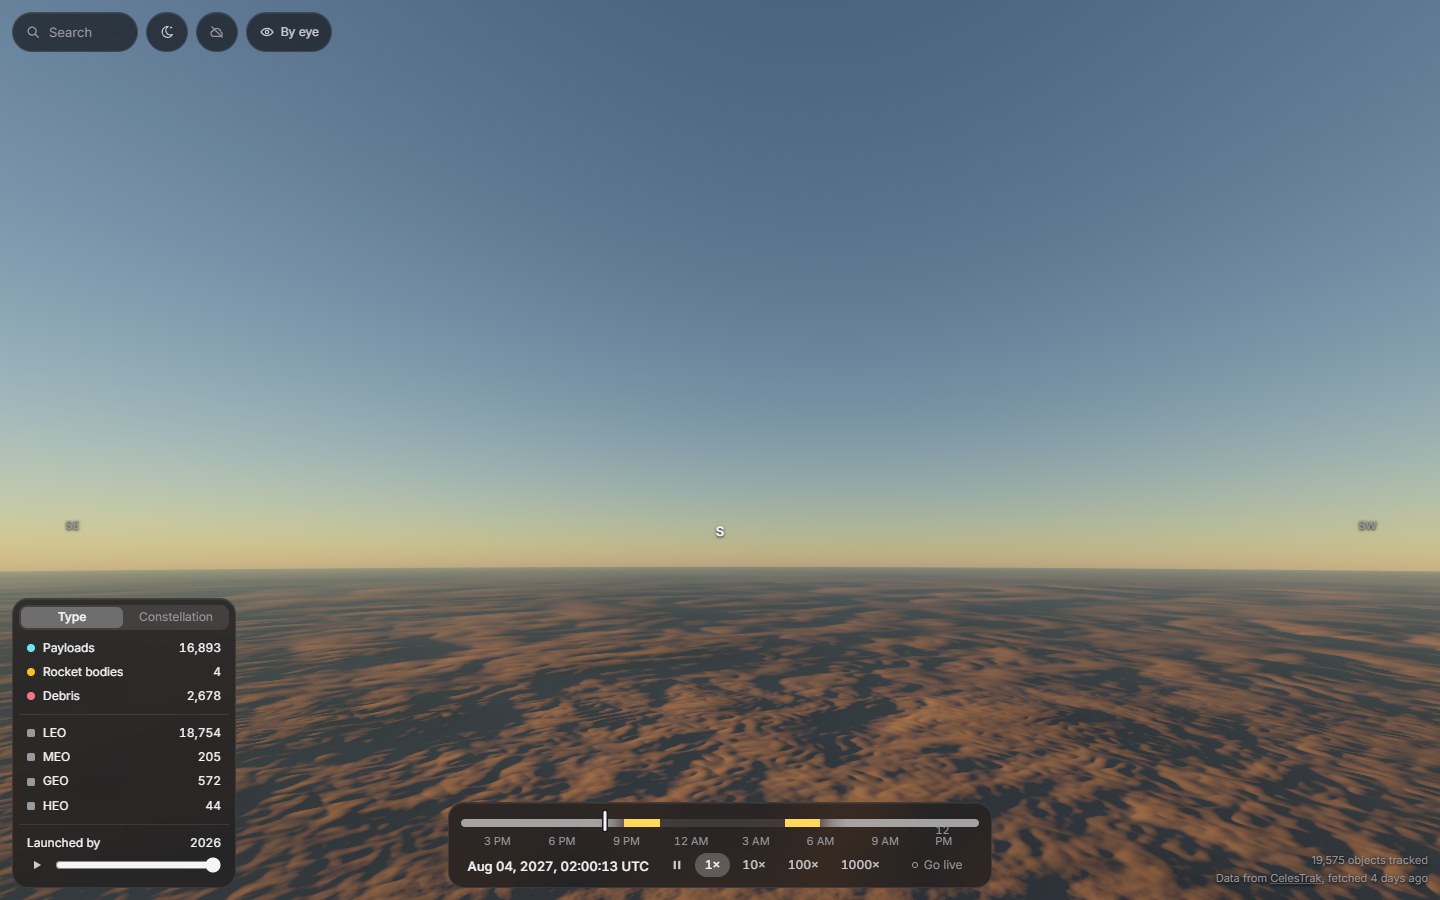 Search
By eye
SE
S
SW
Type Constellation
Payloads 16,893
Rocket bodies 4
Debris 2,678
LEO 18,754
MEO 205
GEO 572
HEO 44
Launched by 2026
3 PM 6 PM 9 PM 12 AM 3 AM 6 AM 9 AM 12 PM
Aug 04, 2027, 02:00:13 UTC 1× 10× 100× 1000× Go live
19,575 objects tracked
Data from CelesTrak, fetched 4 days ago